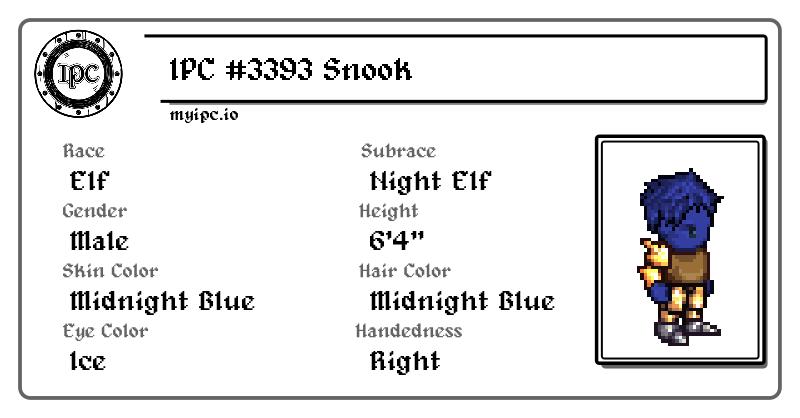 IPC
IPC #3393 Snook
myipc.io
Race
Elf
Subrace
Night Elf
Gender
Male
Height
6'4"
Skin Color
Midnight Blue
Hair Color
Midnight Blue
Eye Color
Ice
Handedness
Right